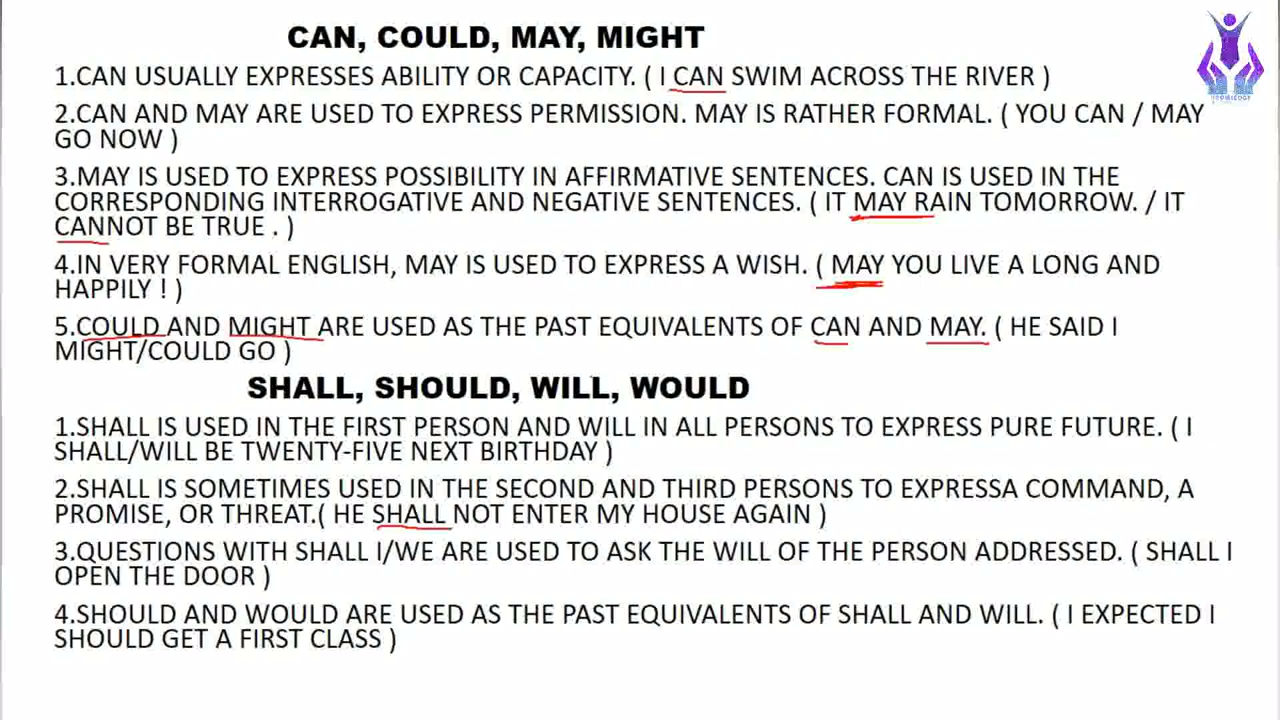 CAN, COULD, MAY, MIGHT
1.CAN USUALLY EXPRESSES ABILITY OR CAPACITY. ( I CAN SWIM ACROSS THE RIVER )
2.CAN AND MAY ARE USED TO EXPRESS PERMISSION. MAY IS RATHER FORMAL. ( YOU CAN / MAY
GO NOW )
3.MAY IS USED TO EXPRESS POSSIBILITY IN AFFIRMATIVE SENTENCES. CAN IS USED IN THE
CORRESPONDING INTERROGATIVE AND NEGATIVE SENTENCES. ( IT MAY RAIN TOMORROW. / IT
CANNOT BE TRUE . )
4.IN VERY FORMAL ENGLISH, MAY IS USED TO EXPRESS A WISH. ( MAY YOU LIVE A LONG AND
HAPPILY ! )
5.COULD AND MIGHT ARE USED AS THE PAST EQUIVALENTS OF CAN AND MAY. ( HE SAID I
MIGHT/COULD GO )
SHALL, SHOULD, WILL, WOULD
1.SHALL IS USED IN THE FIRST PERSON AND WILL IN ALL PERSONS TO EXPRESS PURE FUTURE. ( I
SHALL/WILL BE TWENTY-FIVE NEXT BIRTHDAY )
2.SHALL IS SOMETIMES USED IN THE SECOND AND THIRD PERSONS TO EXPRESSA COMMAND, A
PROMISE, OR THREAT.( HE SHALL NOT ENTER MY HOUSE AGAIN )
3.QUESTIONS WITH SHALL I/WE ARE USED TO ASK THE WILL OF THE PERSON ADDRESSED. ( SHALL I
OPEN THE DOOR )
4.SHOULD AND WOULD ARE USED AS THE PAST EQUIVALENTS OF SHALL AND WILL. ( I EXPECTED I
SHOULD GET A FIRST CLASS )